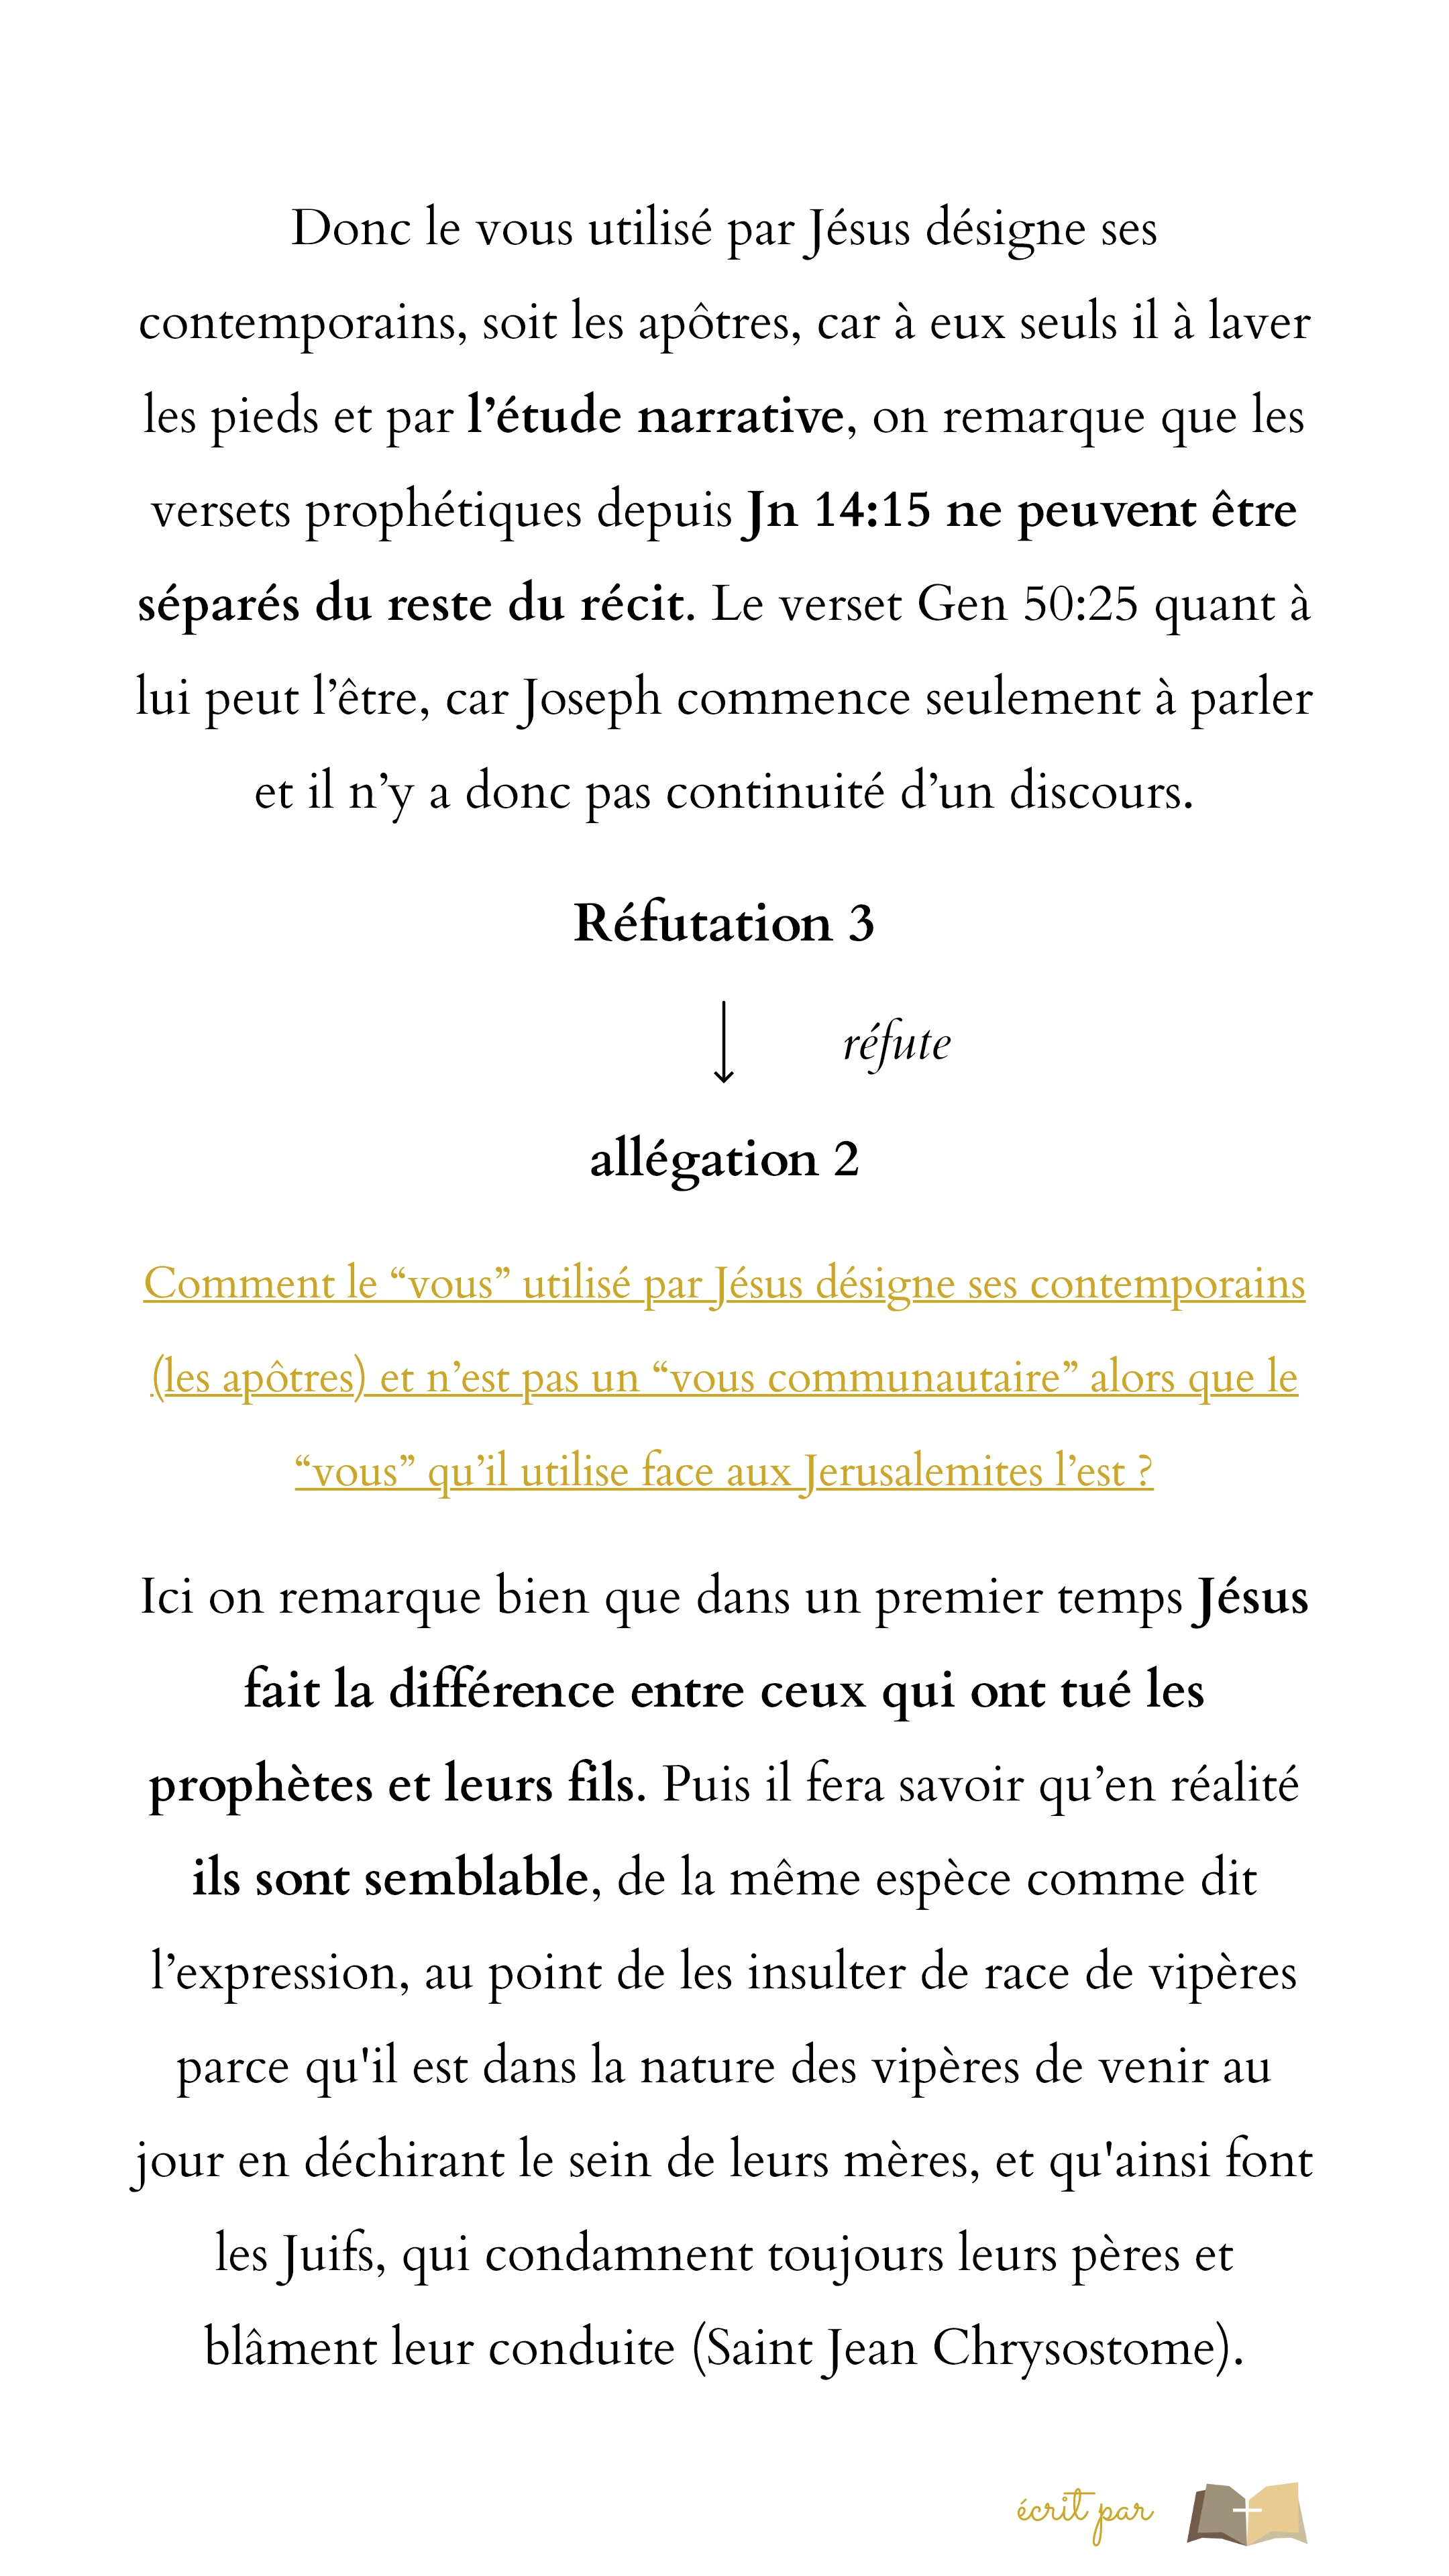 Donc le vous utilisé par Jésus désigne ses
contemporains, soit les apôtres, car à eux seuls il à laver
les pieds et par l’étude narrative, on remarque que les
versets prophétiques depuis Jn 14:15 ne peuvent être
séparés du reste du récit. Le verset Gen 50:25 quant à
lui peut l’être, car Joseph commence seulement à parler
et il n’y a donc pas continuité d’un discours.
Réfutation 3
réfute
allégation 2
Comment le “vous” utilisé par Jésus désigne ses contemporains
(les apôtres) et n’est pas un “vous communautaire” alors que le
“vous” qu’il utilise face aux Jerusalemites l’est ?
Ici on remarque bien que dans un premier temps Jésus
fait la différence entre ceux qui ont tué les
prophètes et leurs fils. Puis il fera savoir qu’en réalité
ils sont semblable, de la même espèce comme dit
l’expression, au point de les insulter de race de vipères
parce qu'il est dans la nature des vipères de venir au
jour en déchirant le sein de leurs mères, et qu'ainsi font
les Juifs, qui condamnent toujours leurs pères et
blâment leur conduite (Saint Jean Chrysostome).
écrit par